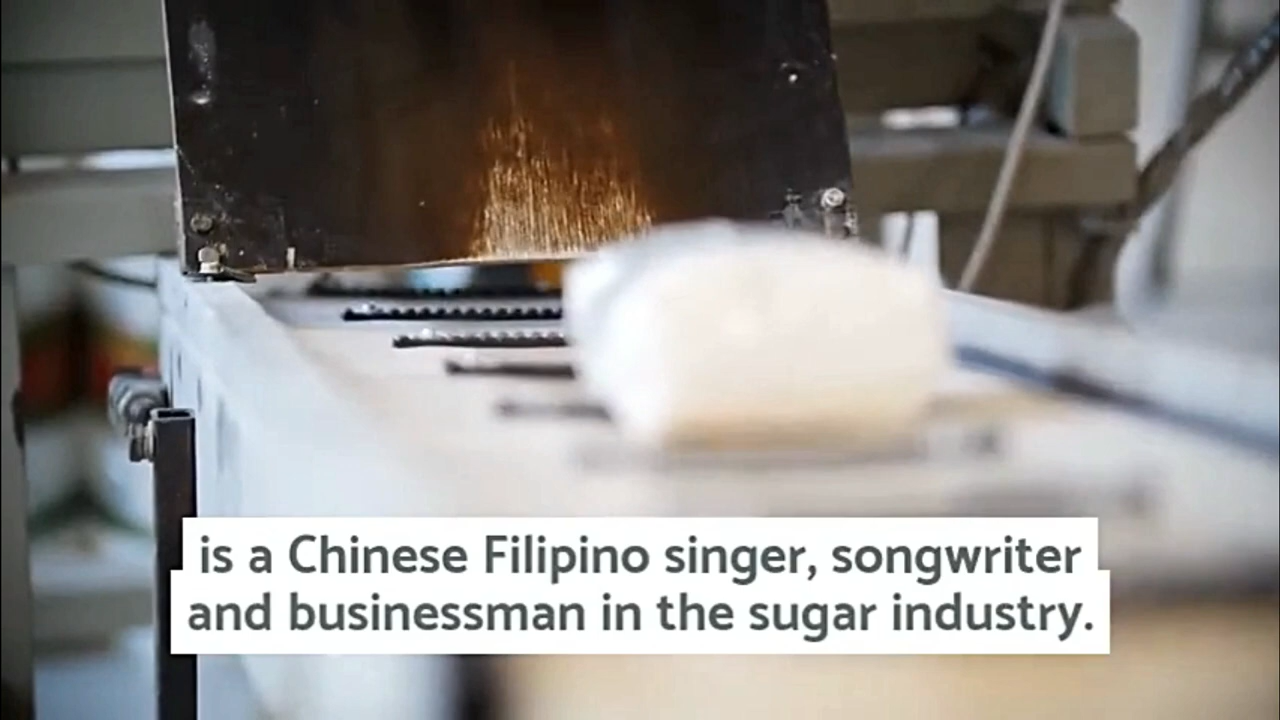 is a Chinese Filipino singer, songwriter
and businessman in the sugar industry.